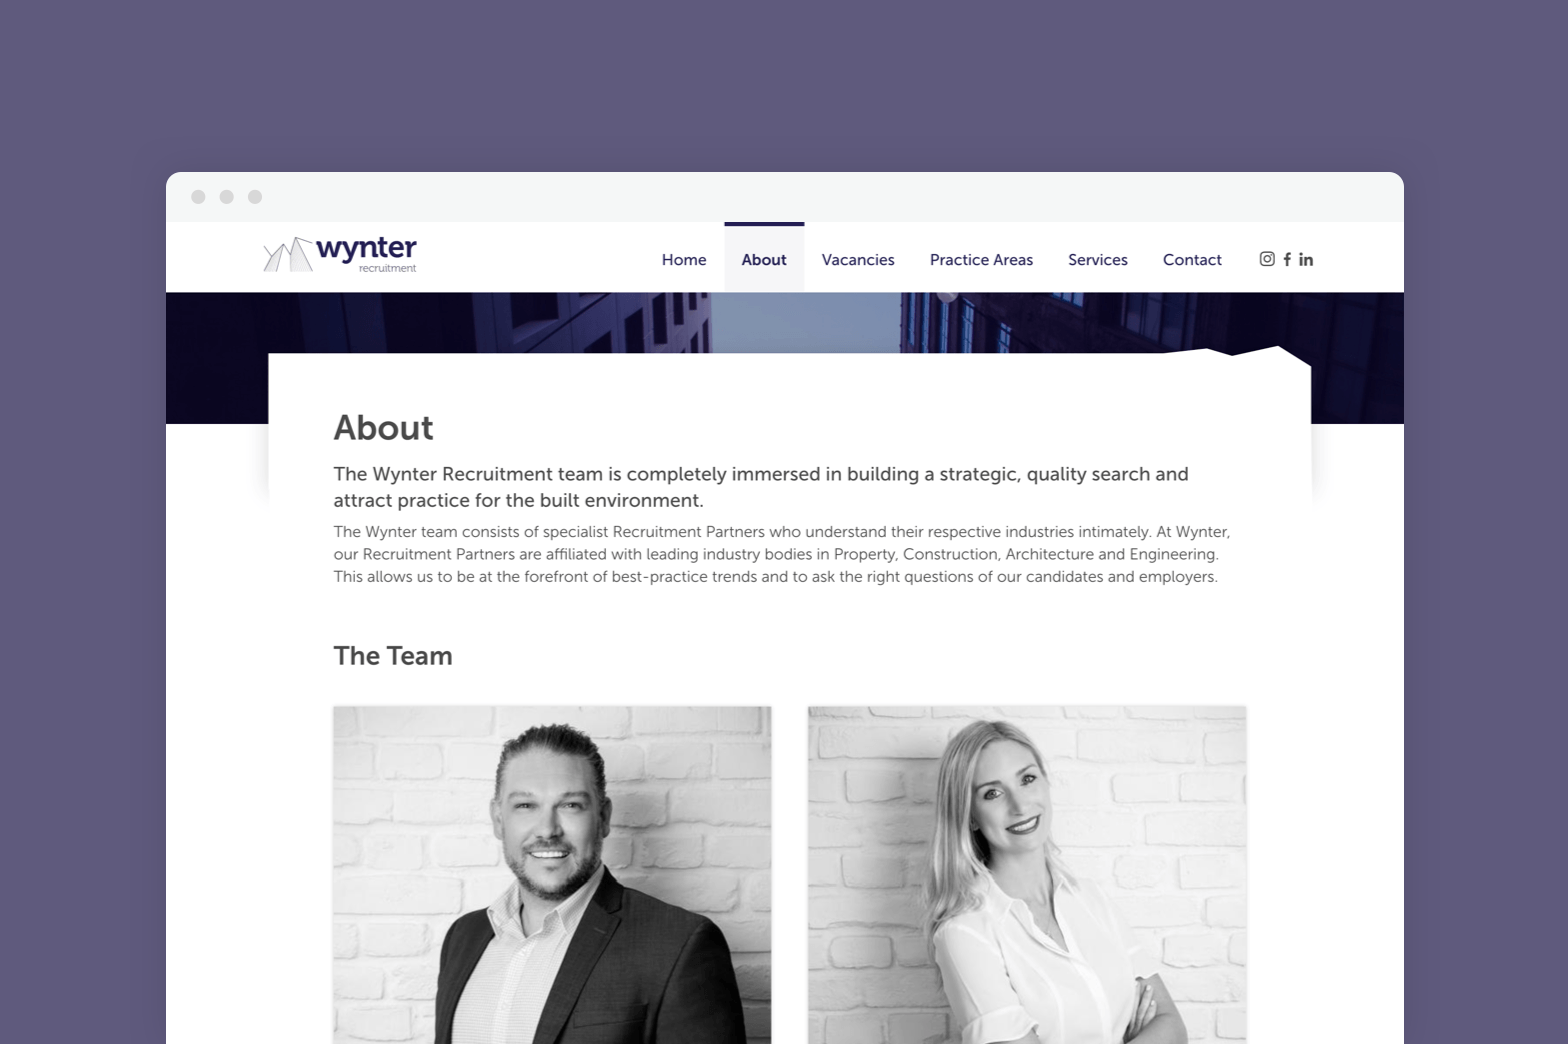 wynter
recruitment
Home About Vacancies Practice Areas Services Contact
About
The Wynter Recruitment team is completely immersed in building a strategic, quality search and
attract practice for the built environment.
The Wynter team consists of specialist Recruitment Partners who understand their respective industries intimately. At Wynter,
our Recruitment Partners are affiliated with leading industry bodies in Property, Construction, Architecture and Engineering.
This allows us to be at the forefront of best-practice trends and to ask the right questions of our candidates and employers.
The Team